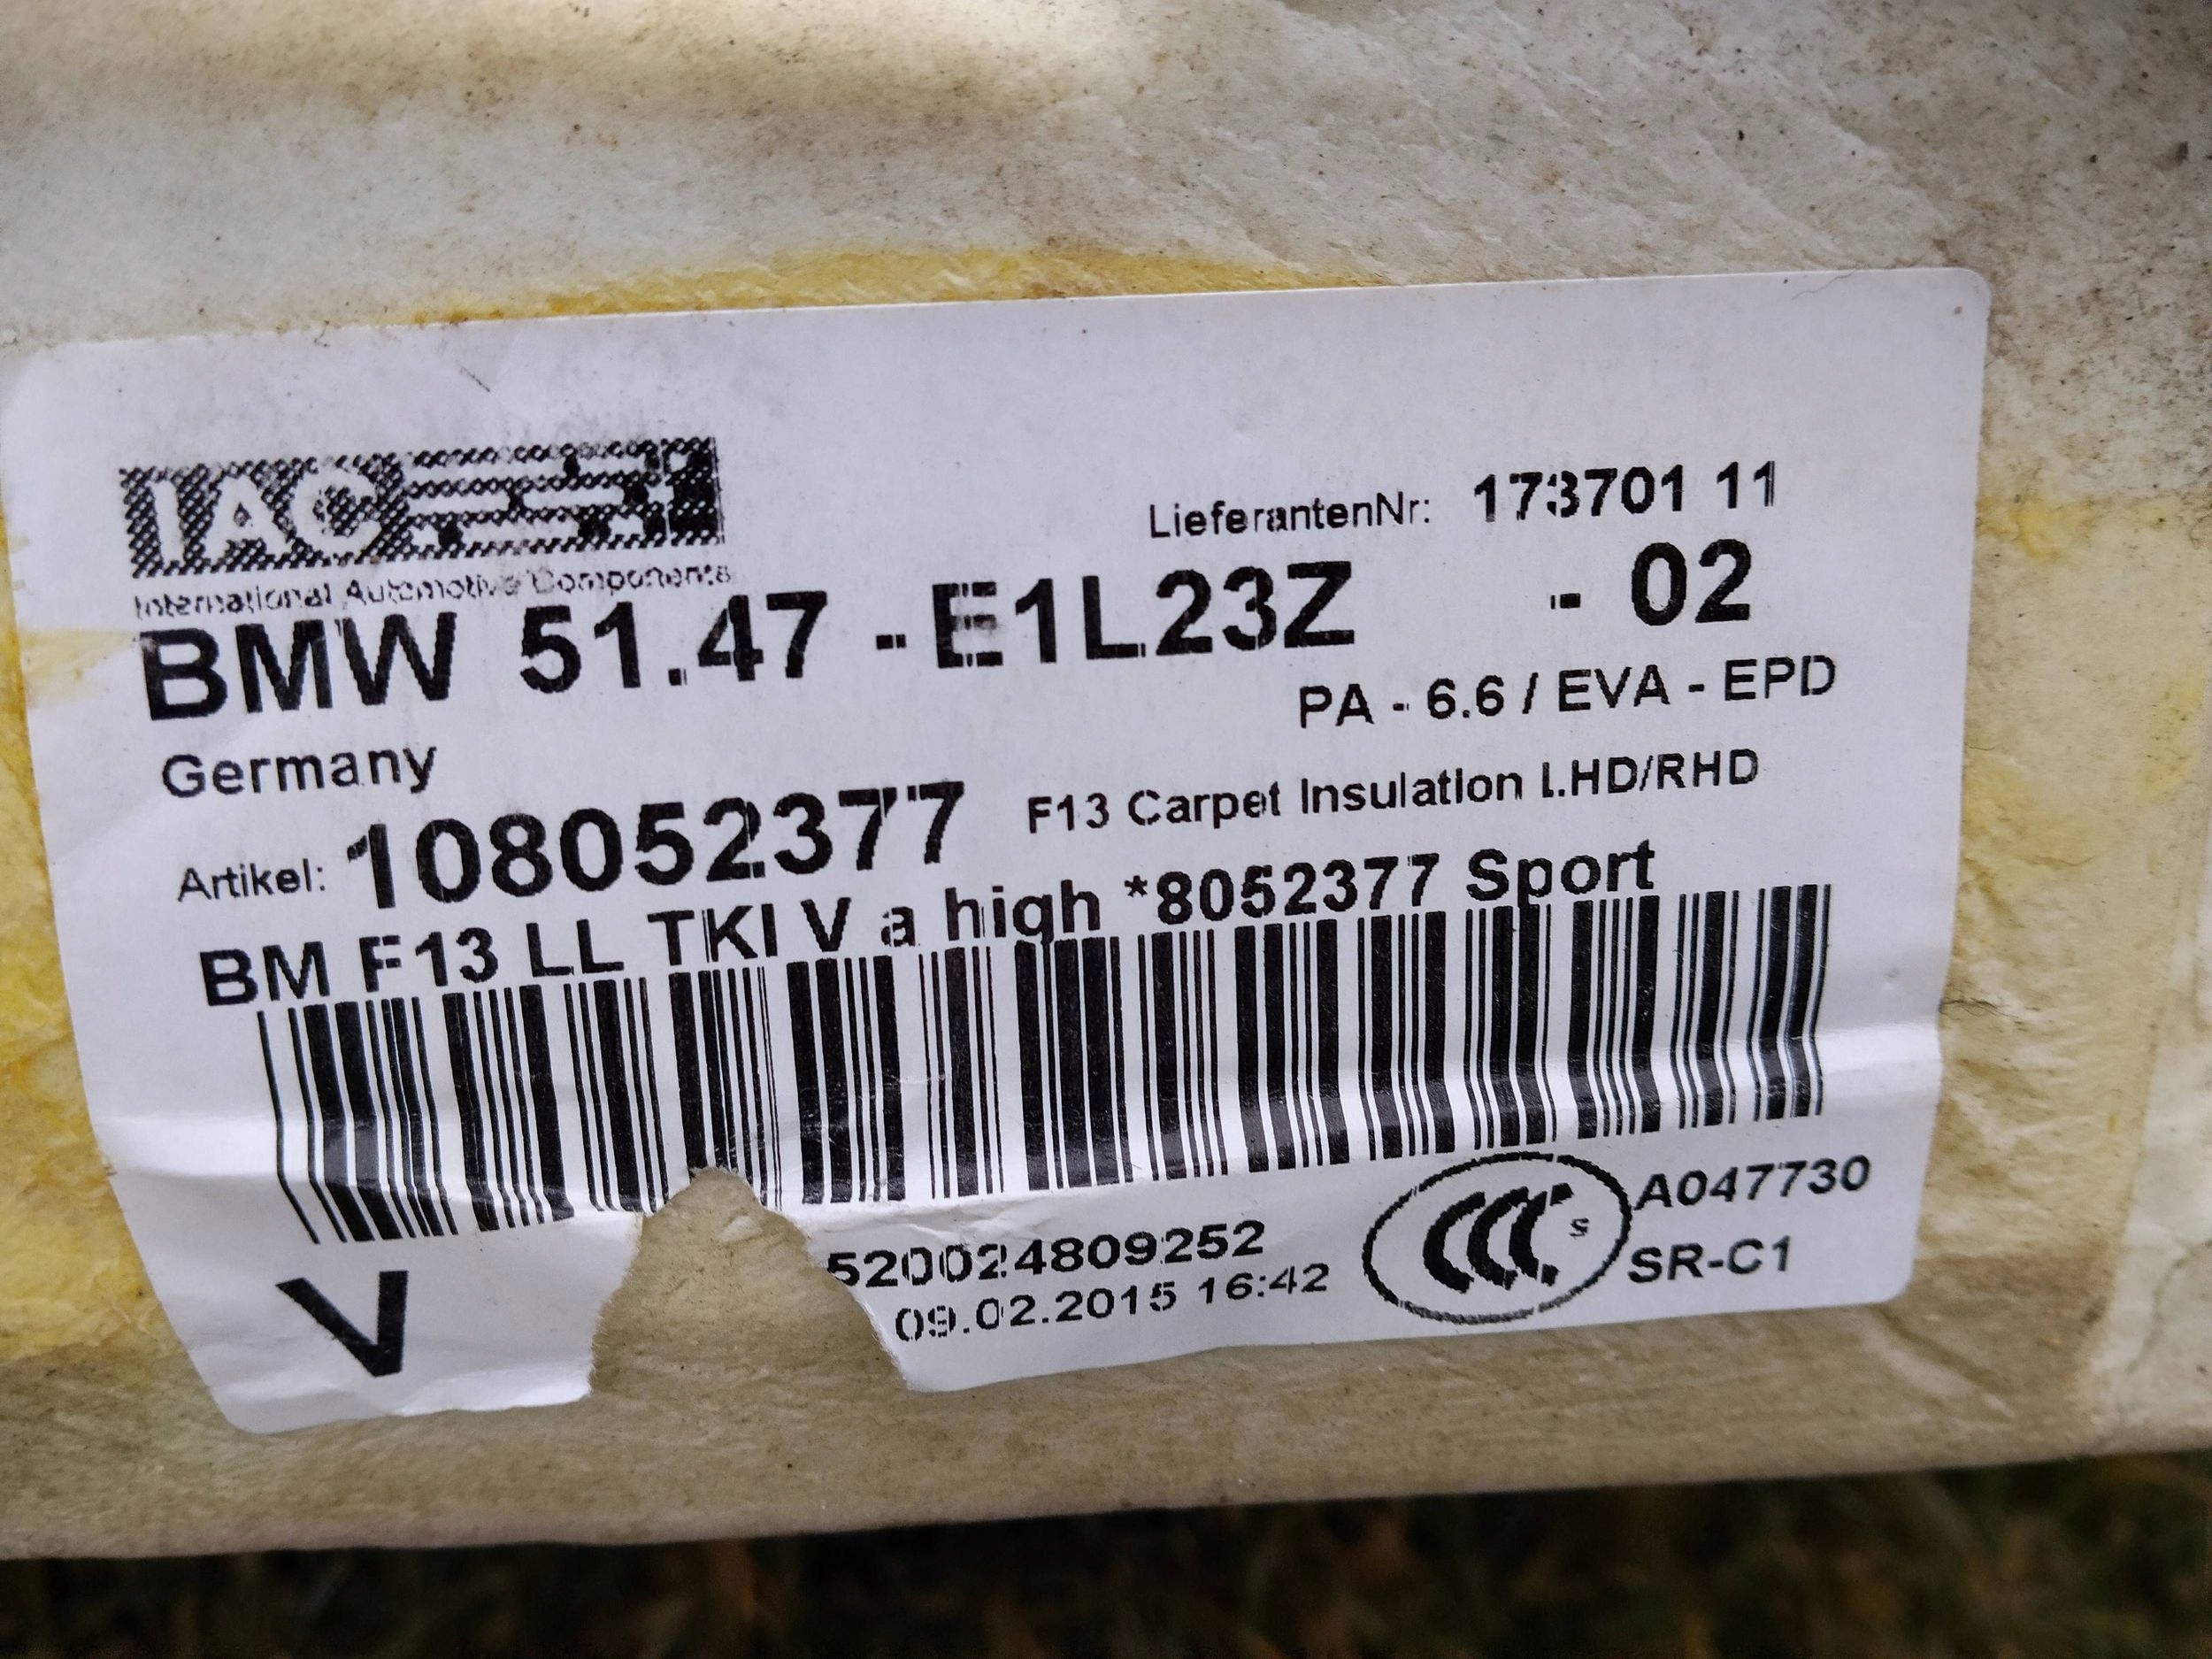 IAC
International Automotive Components
LieferantenNr: 173701 11
BMW 51.47 - E1L23Z - 02
PA - 6.6 / EVA - EPD
Germany
Artikel: 108052377 F13 Carpet Insulation LHD/RHD
BM F13 LL TKI V a high *8052377 Sport
V
520024809252
09.02.2015 16:42
CCC S
A047730
SR-C1